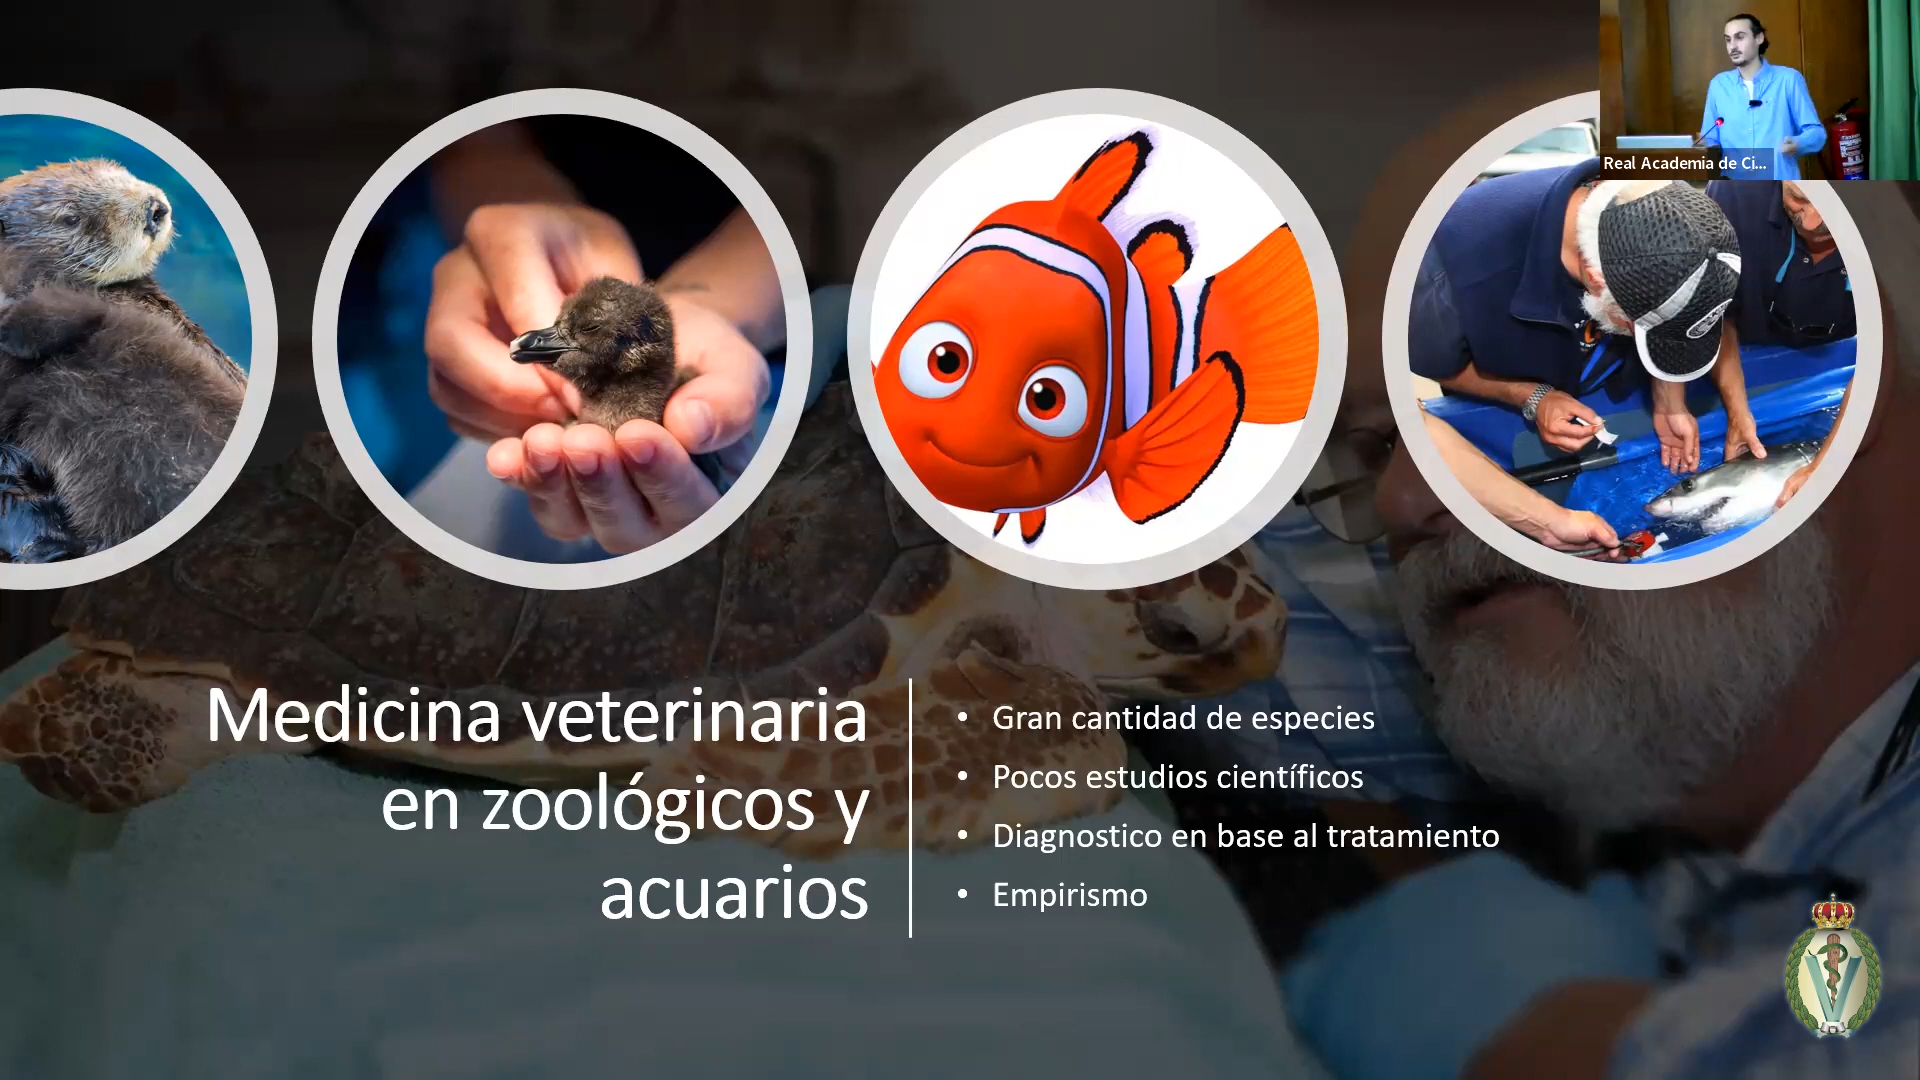 Real Academia de Ci...
Medicina veterinaria
en zoológicos y
acuarios
• Gran cantidad de especies
• Pocos estudios científicos
• Diagnostico en base al tratamiento
• Empirismo